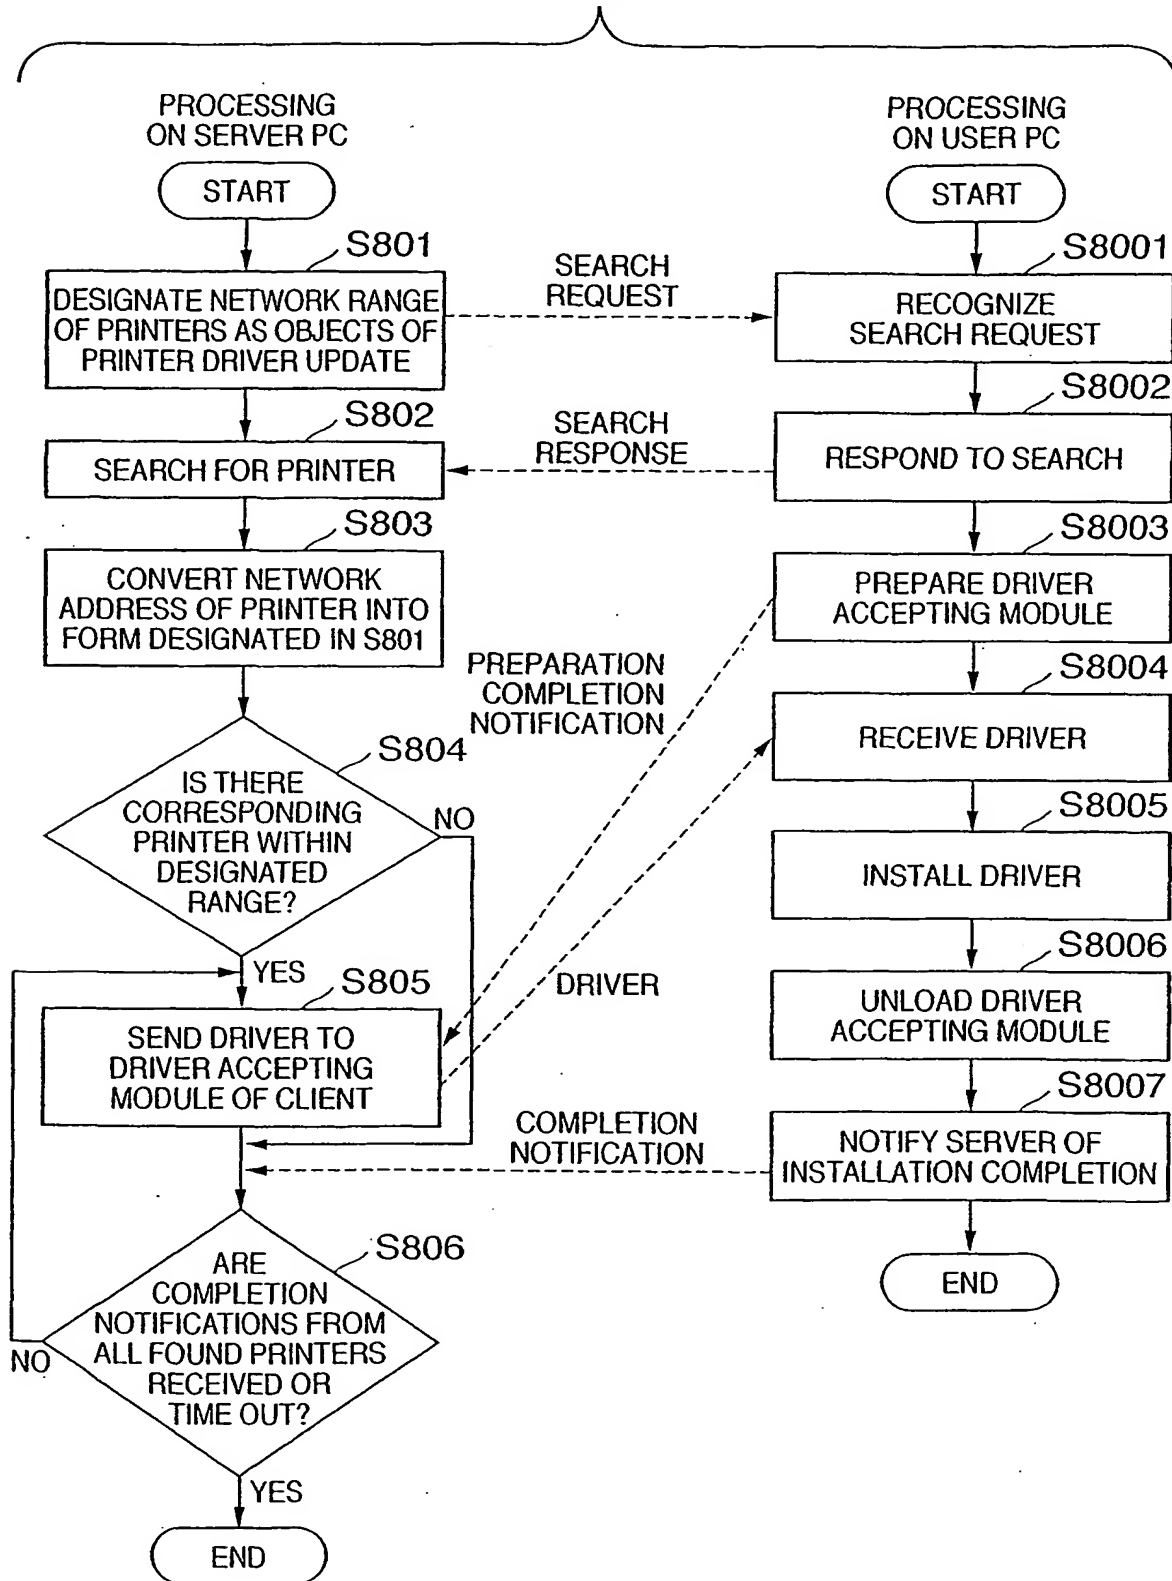 PROCESSING
ON SERVER PC
START
S801
DESIGNATE NETWORK RANGE
OF PRINTERS AS OBJECTS OF
PRINTER DRIVER UPDATE
S802
SEARCH FOR PRINTER
S803
CONVERT NETWORK
ADDRESS OF PRINTER INTO
FORM DESIGNATED IN S801
S804
IS THERE
CORRESPONDING
PRINTER WITHIN
DESIGNATED
RANGE?
NO
YES
S805
SEND DRIVER TO
DRIVER ACCEPTING
MODULE OF CLIENT
S806
ARE
COMPLETION
NOTIFICATIONS FROM
ALL FOUND PRINTERS
RECEIVED OR
TIME OUT?
NO
YES
END
SEARCH
REQUEST
SEARCH
RESPONSE
PREPARATION
COMPLETION
NOTIFICATION
DRIVER
COMPLETION
NOTIFICATION
PROCESSING
ON USER PC
START
S8001
RECOGNIZE
SEARCH REQUEST
S8002
RESPOND TO SEARCH
S8003
PREPARE DRIVER
ACCEPTING MODULE
S8004
RECEIVE DRIVER
S8005
INSTALL DRIVER
S8006
UNLOAD DRIVER
ACCEPTING MODULE
S8007
NOTIFY SERVER OF
INSTALLATION COMPLETION
END